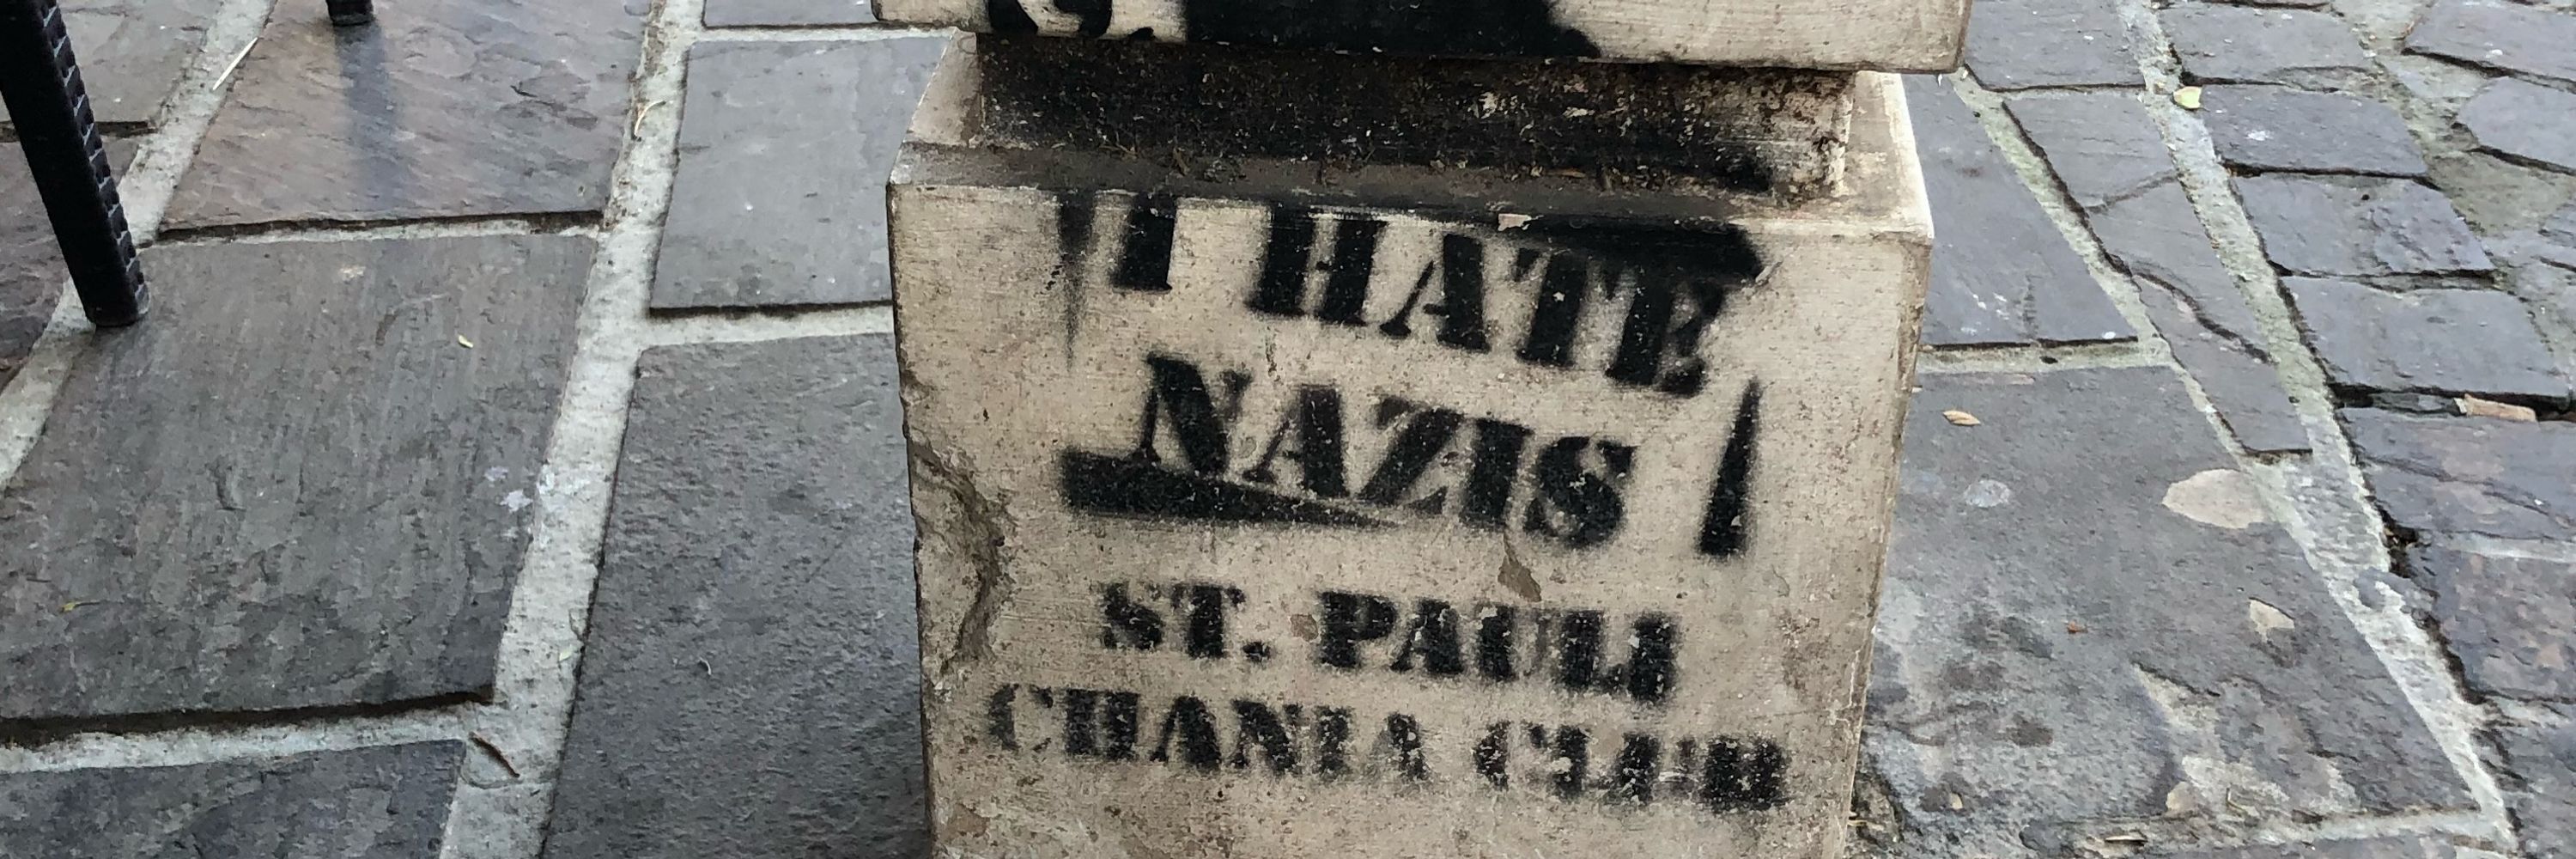 I HATE
NAZIS
ST. PAULI
CHANIA CLUB